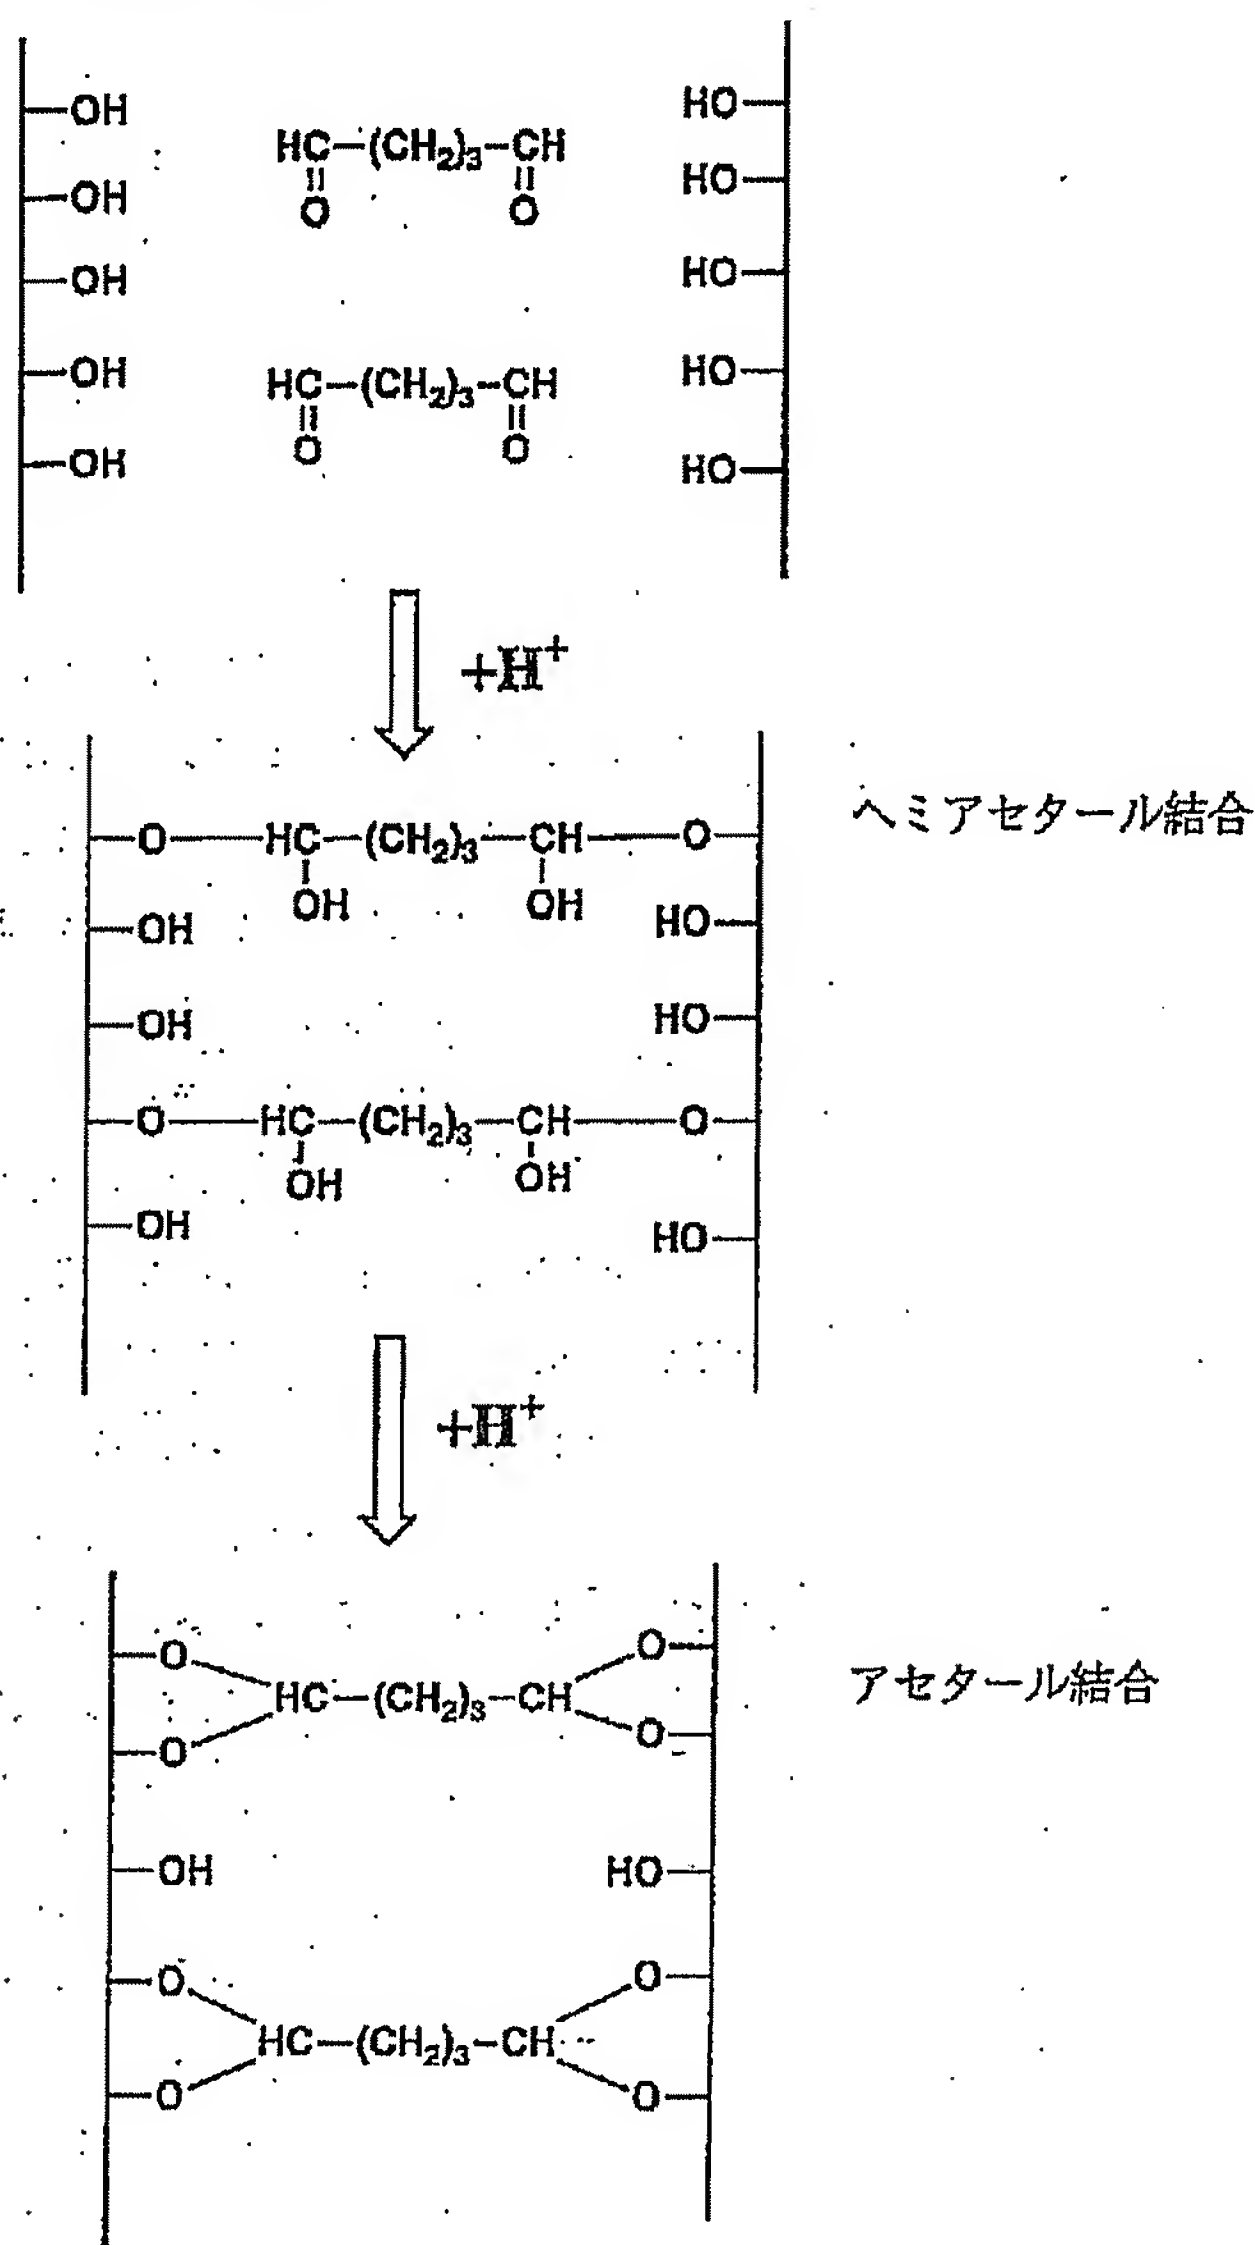 OH HO
HC-(CH2)3-CH
OH O O HO
OH HO
OH HC-(CH2)3-CH HO
O O
OH HO
+H+
ヘミアセタール結合
O HC-(CH2)3-CH O
OH OH
OH HO
OH HO
O HC-(CH2)3-CH O
OH OH
OH HO
+H+
O O
HC-(CH2)3-CH
アセタール結合
O O
OH HO
O O
HC-(CH2)3-CH
O O